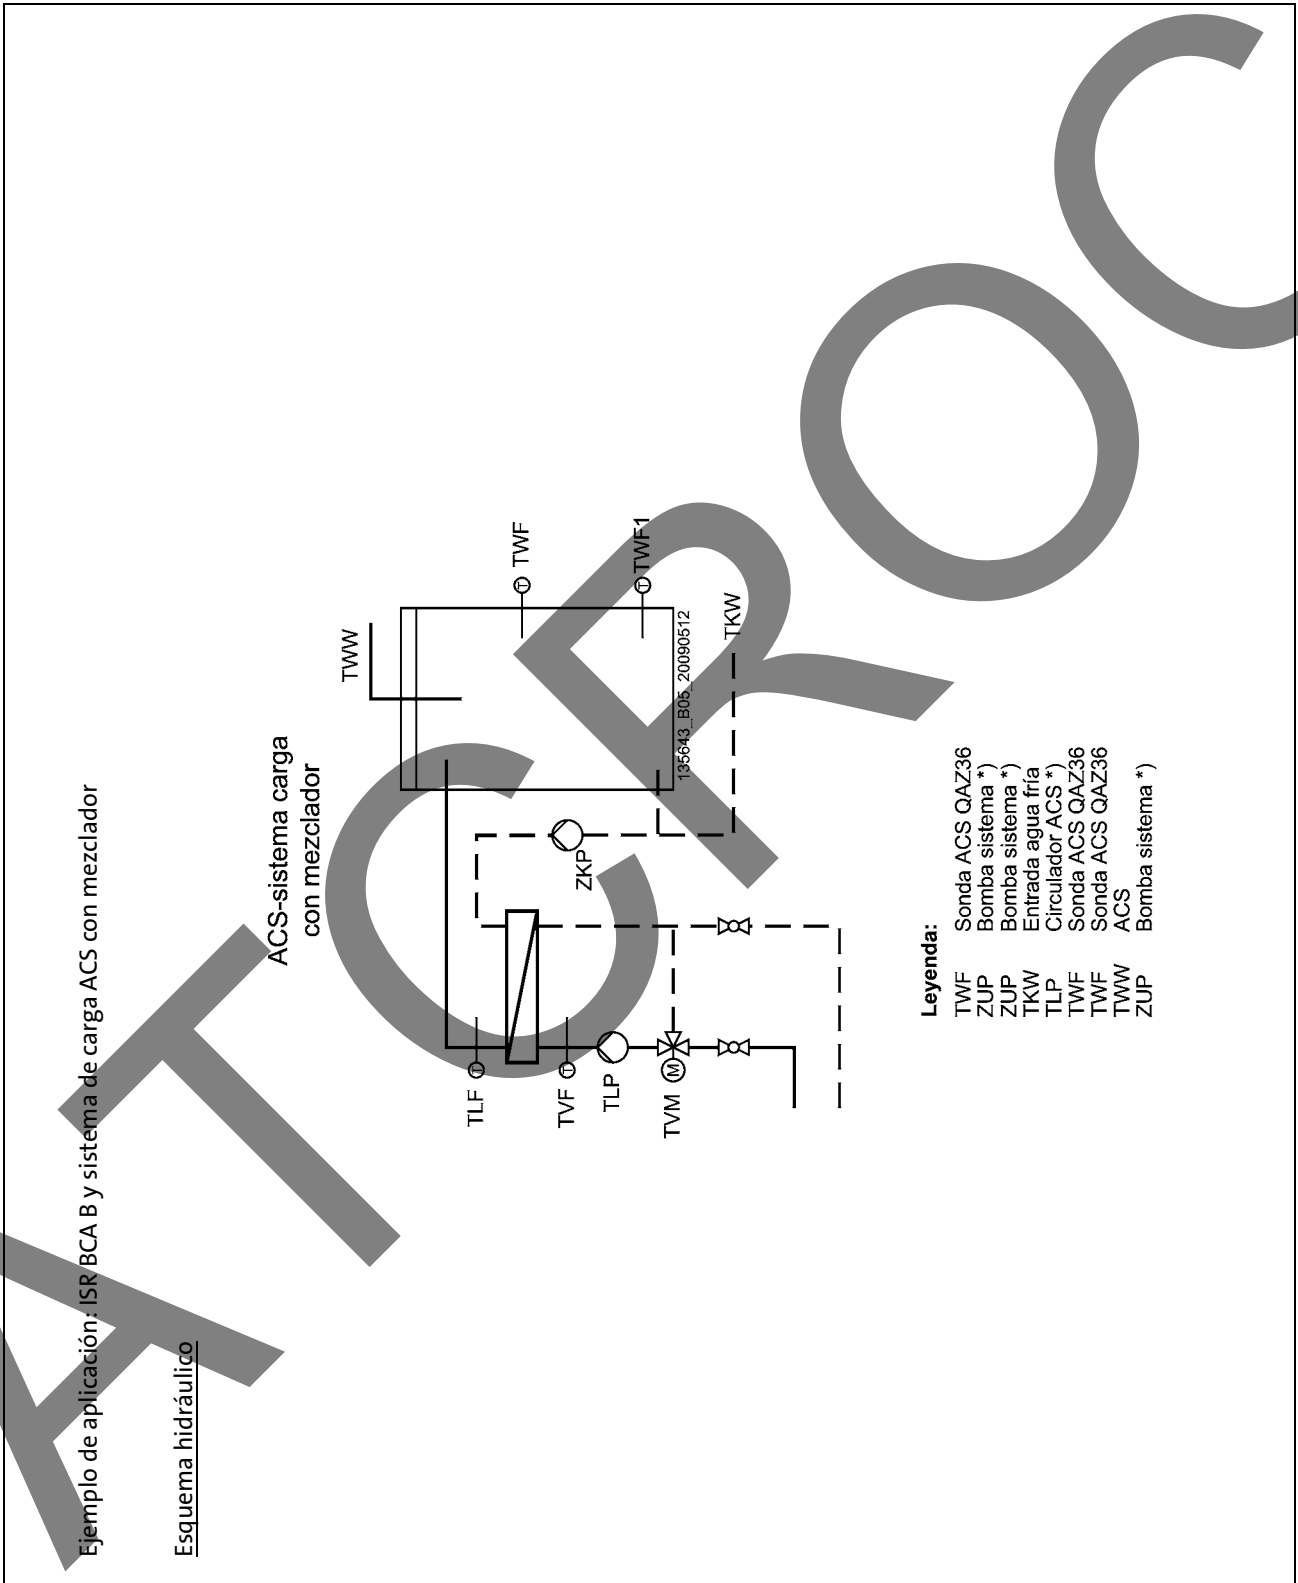 Ejemplo de aplicación: ISR BCA B y sistema de carga ACS con mezclador
Esquema hidráulico
ACS-sistema carga
con mezclador
TWW
TWF
TWF1
TLF
TVF
TLP
TVM
M
T
T
T
T
ZKP
TKW
135643_B05_20090512
Leyenda:
TWF Sonda ACS QAZ36
ZUP Bomba sistema *)
ZUP Bomba sistema *)
TKW Entrada agua fría
TLP Circulador ACS *)
TWF Sonda ACS QAZ36
TWF Sonda ACS QAZ36
TWW ACS
ZUP Bomba sistema *)
ATCROC